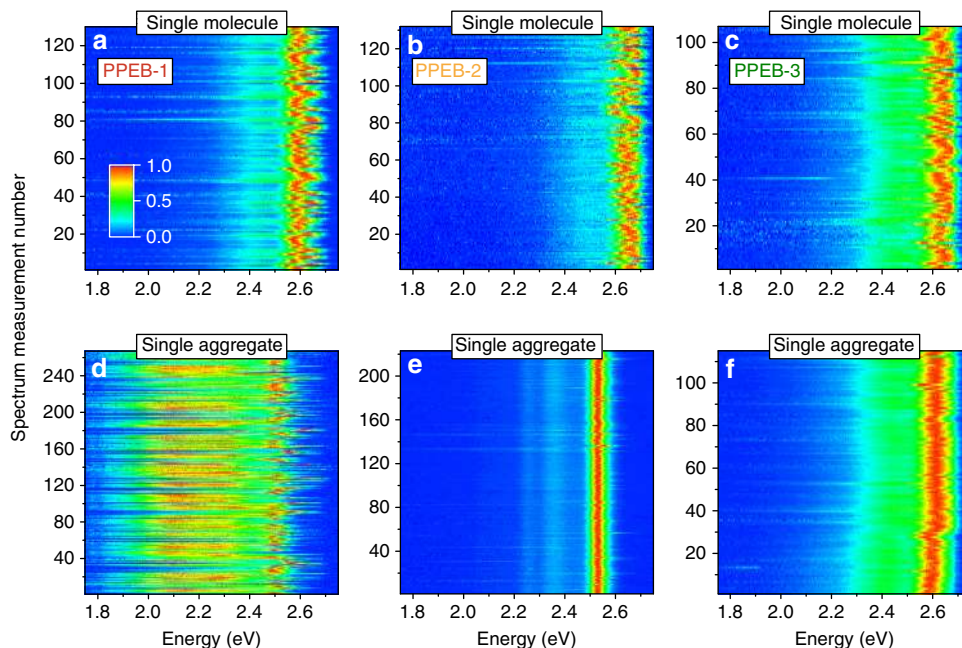 Single molecule
Single molecule
Single molecule
a
b
c
PPEB-1
PPEB-2
PPEB-3
120
100
80
60
40
20
1.0
0.5
0.0
120
100
80
60
40
20
100
80
60
40
20
1.8 2.0 2.2 2.4 2.6
1.8 2.0 2.2 2.4 2.6
1.8 2.0 2.2 2.4 2.6
Spectrum measurement number
Single aggregate
Single aggregate
Single aggregate
d
e
f
240
200
160
120
80
40
200
160
120
80
40
100
80
60
40
20
1.8 2.0 2.2 2.4 2.6
1.8 2.0 2.2 2.4 2.6
1.8 2.0 2.2 2.4 2.6
Energy (eV)
Energy (eV)
Energy (eV)